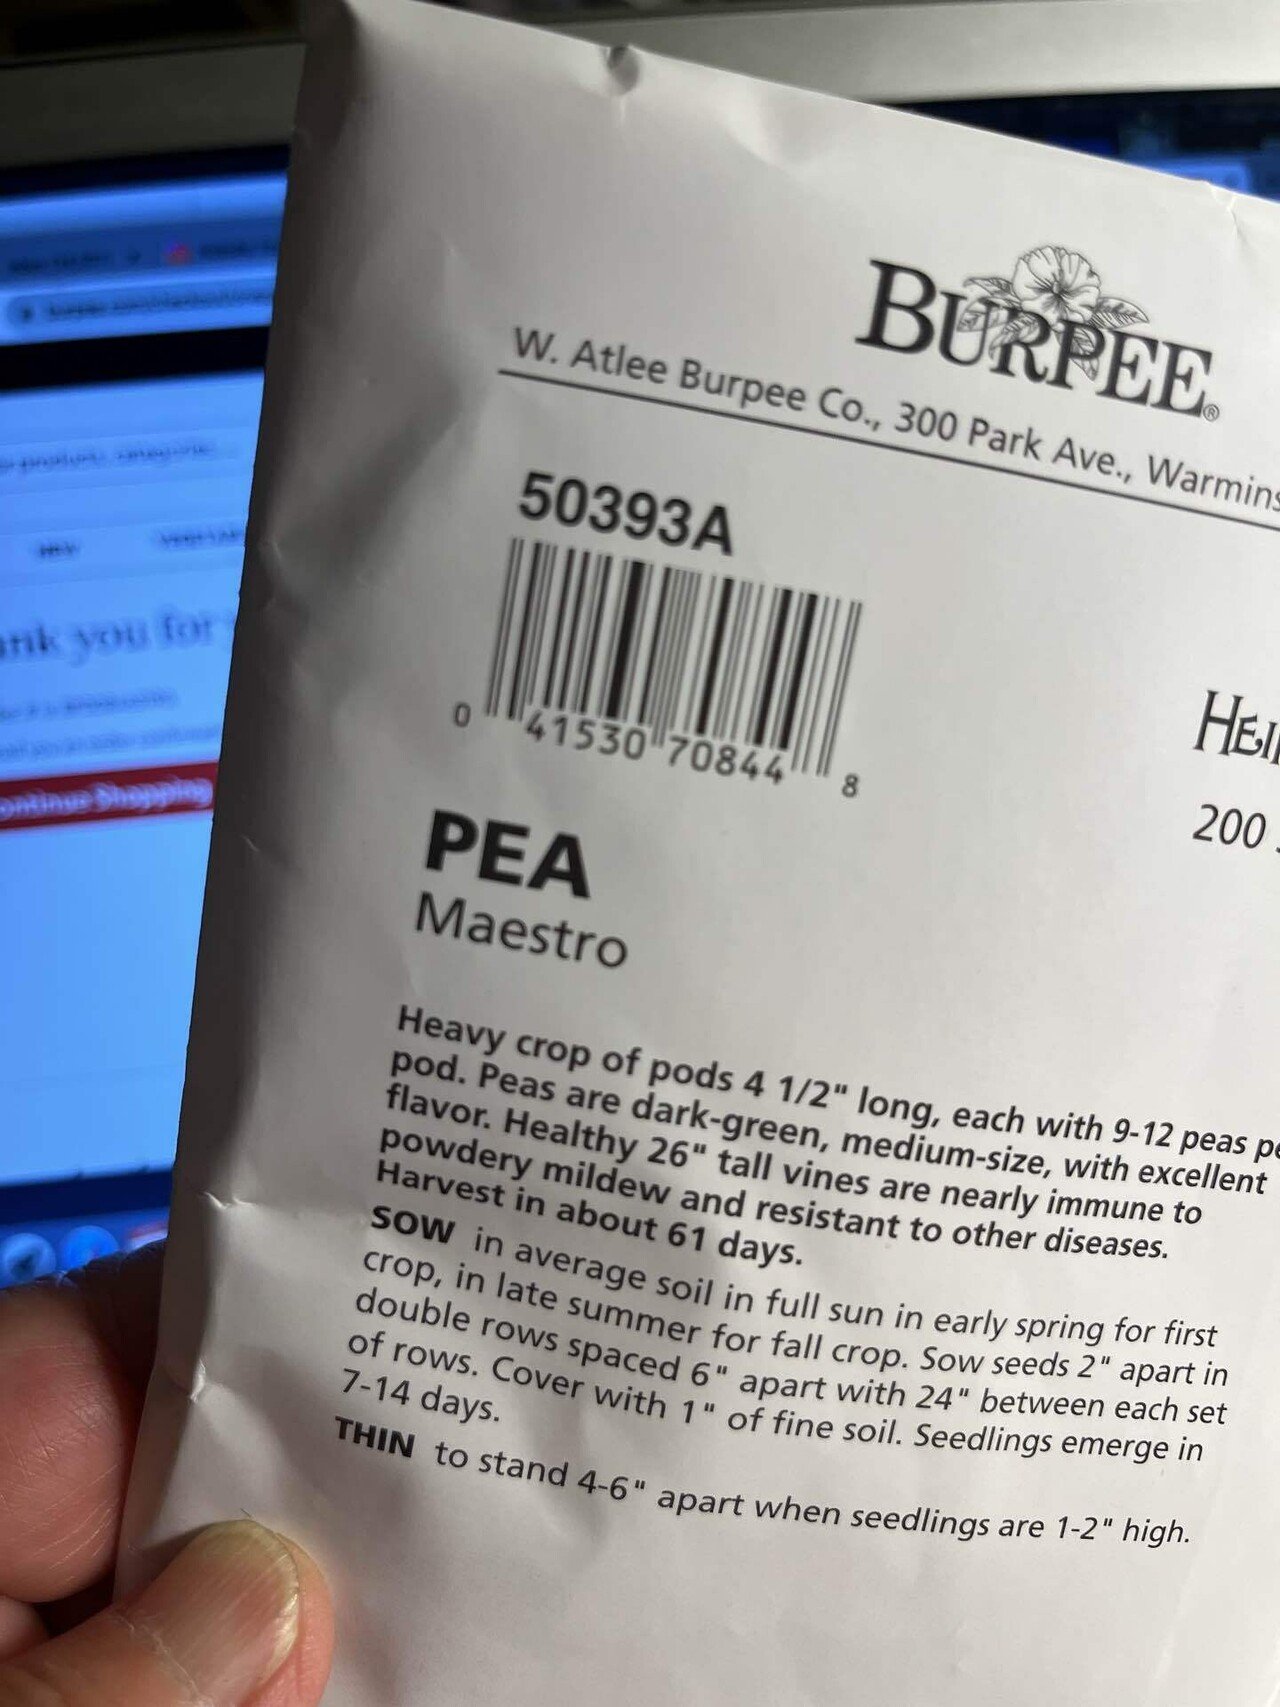 BURPEE®
W. Atlee Burpee Co., 300 Park Ave.,
50393A
0 41530 70844 8
200
PEA
Maestro
Heavy crop of pods 4 1/2" long, each with 9-12 peas
pod. Peas are dark-green, medium-size, with excellent
flavor. Healthy 26" tall vines are nearly immune to
powdery mildew and resistant to other diseases.
Harvest in about 61 days.
SOW in average soil in full sun in early spring for first
crop, in late summer for fall crop. Sow seeds 2" apart in
double rows spaced 6" apart with 24" between each set
of rows. Cover with 1" of fine soil. Seedlings emerge in
7-14 days.
THIN to stand 4-6" apart when seedlings are 1-2" high.
you for
Continue Shopping